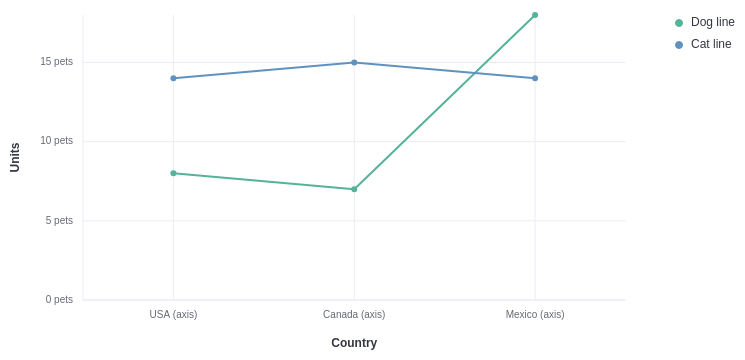 Dog line
Cat line
Units
15 pets
10 pets
5 pets
0 pets
USA (axis)
Canada (axis)
Mexico (axis)
Country